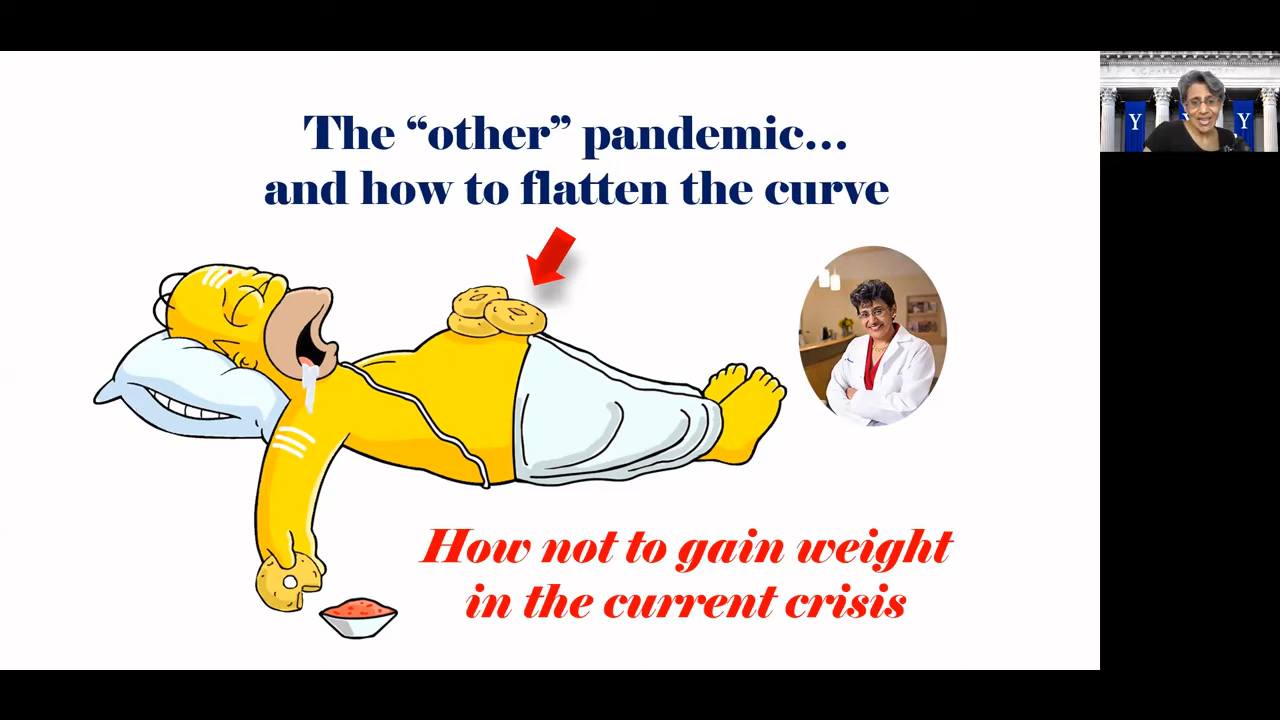 The “other” pandemic...
and how to flatten the curve
How not to gain weight
in the current crisis
Y
Y